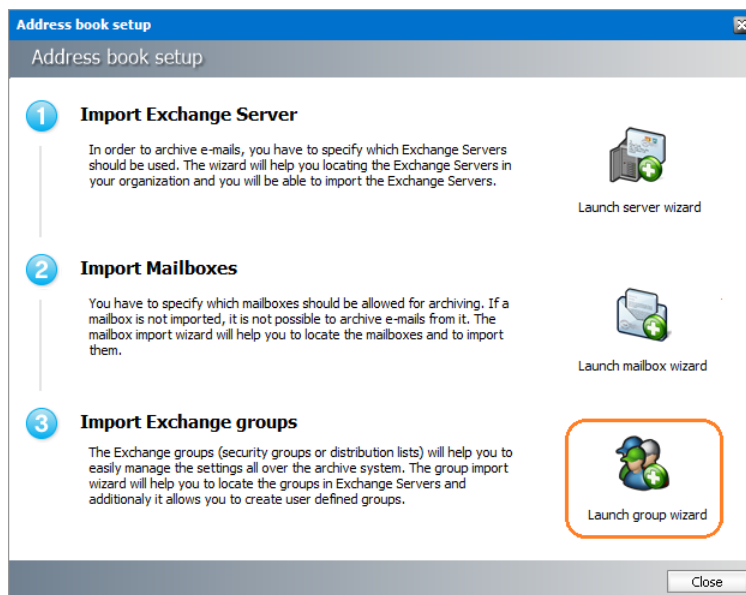 Address book setup
Address book setup
1
Import Exchange Server
In order to archive e-mails, you have to specify which Exchange Servers
should be used. The wizard will help you locating the Exchange Servers in
your organization and you will be able to import the Exchange Servers.
Launch server wizard
2
Import Mailboxes
You have to specify which mailboxes should be allowed for archiving. If a
mailbox is not imported, it is not possible to archive e-mails from it. The
mailbox import wizard will help you to locate the mailboxes and to import
them.
Launch mailbox wizard
3
Import Exchange groups
The Exchange groups (security groups or distribution lists) will help you to
easily manage the settings all over the archive system. The group import
wizard will help you to locate the groups in Exchange Servers and
additionaly it allows you to create user defined groups.
Launch group wizard
Close